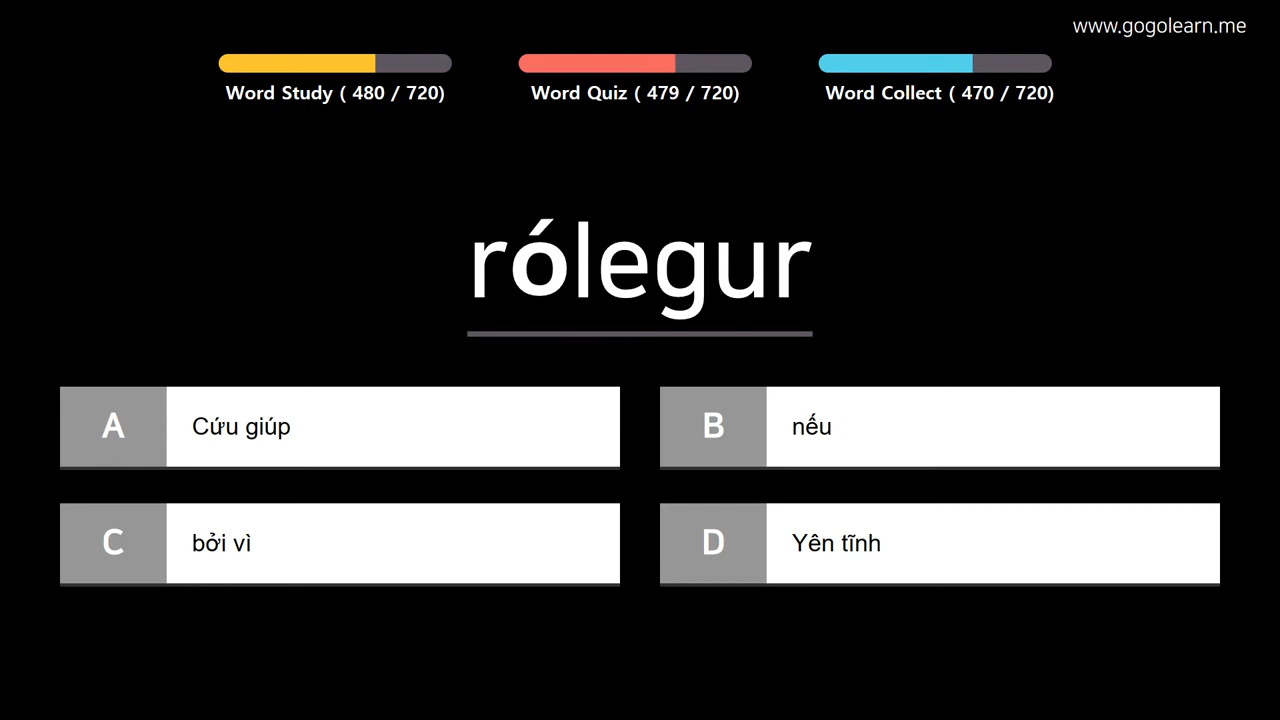 www.gogolearn.me
Word Study ( 480 / 720)
Word Quiz ( 479 / 720)
Word Collect ( 470 / 720)
rólegur
A
Cứu giúp
B
nếu
C
bởi vì
D
Yên tĩnh